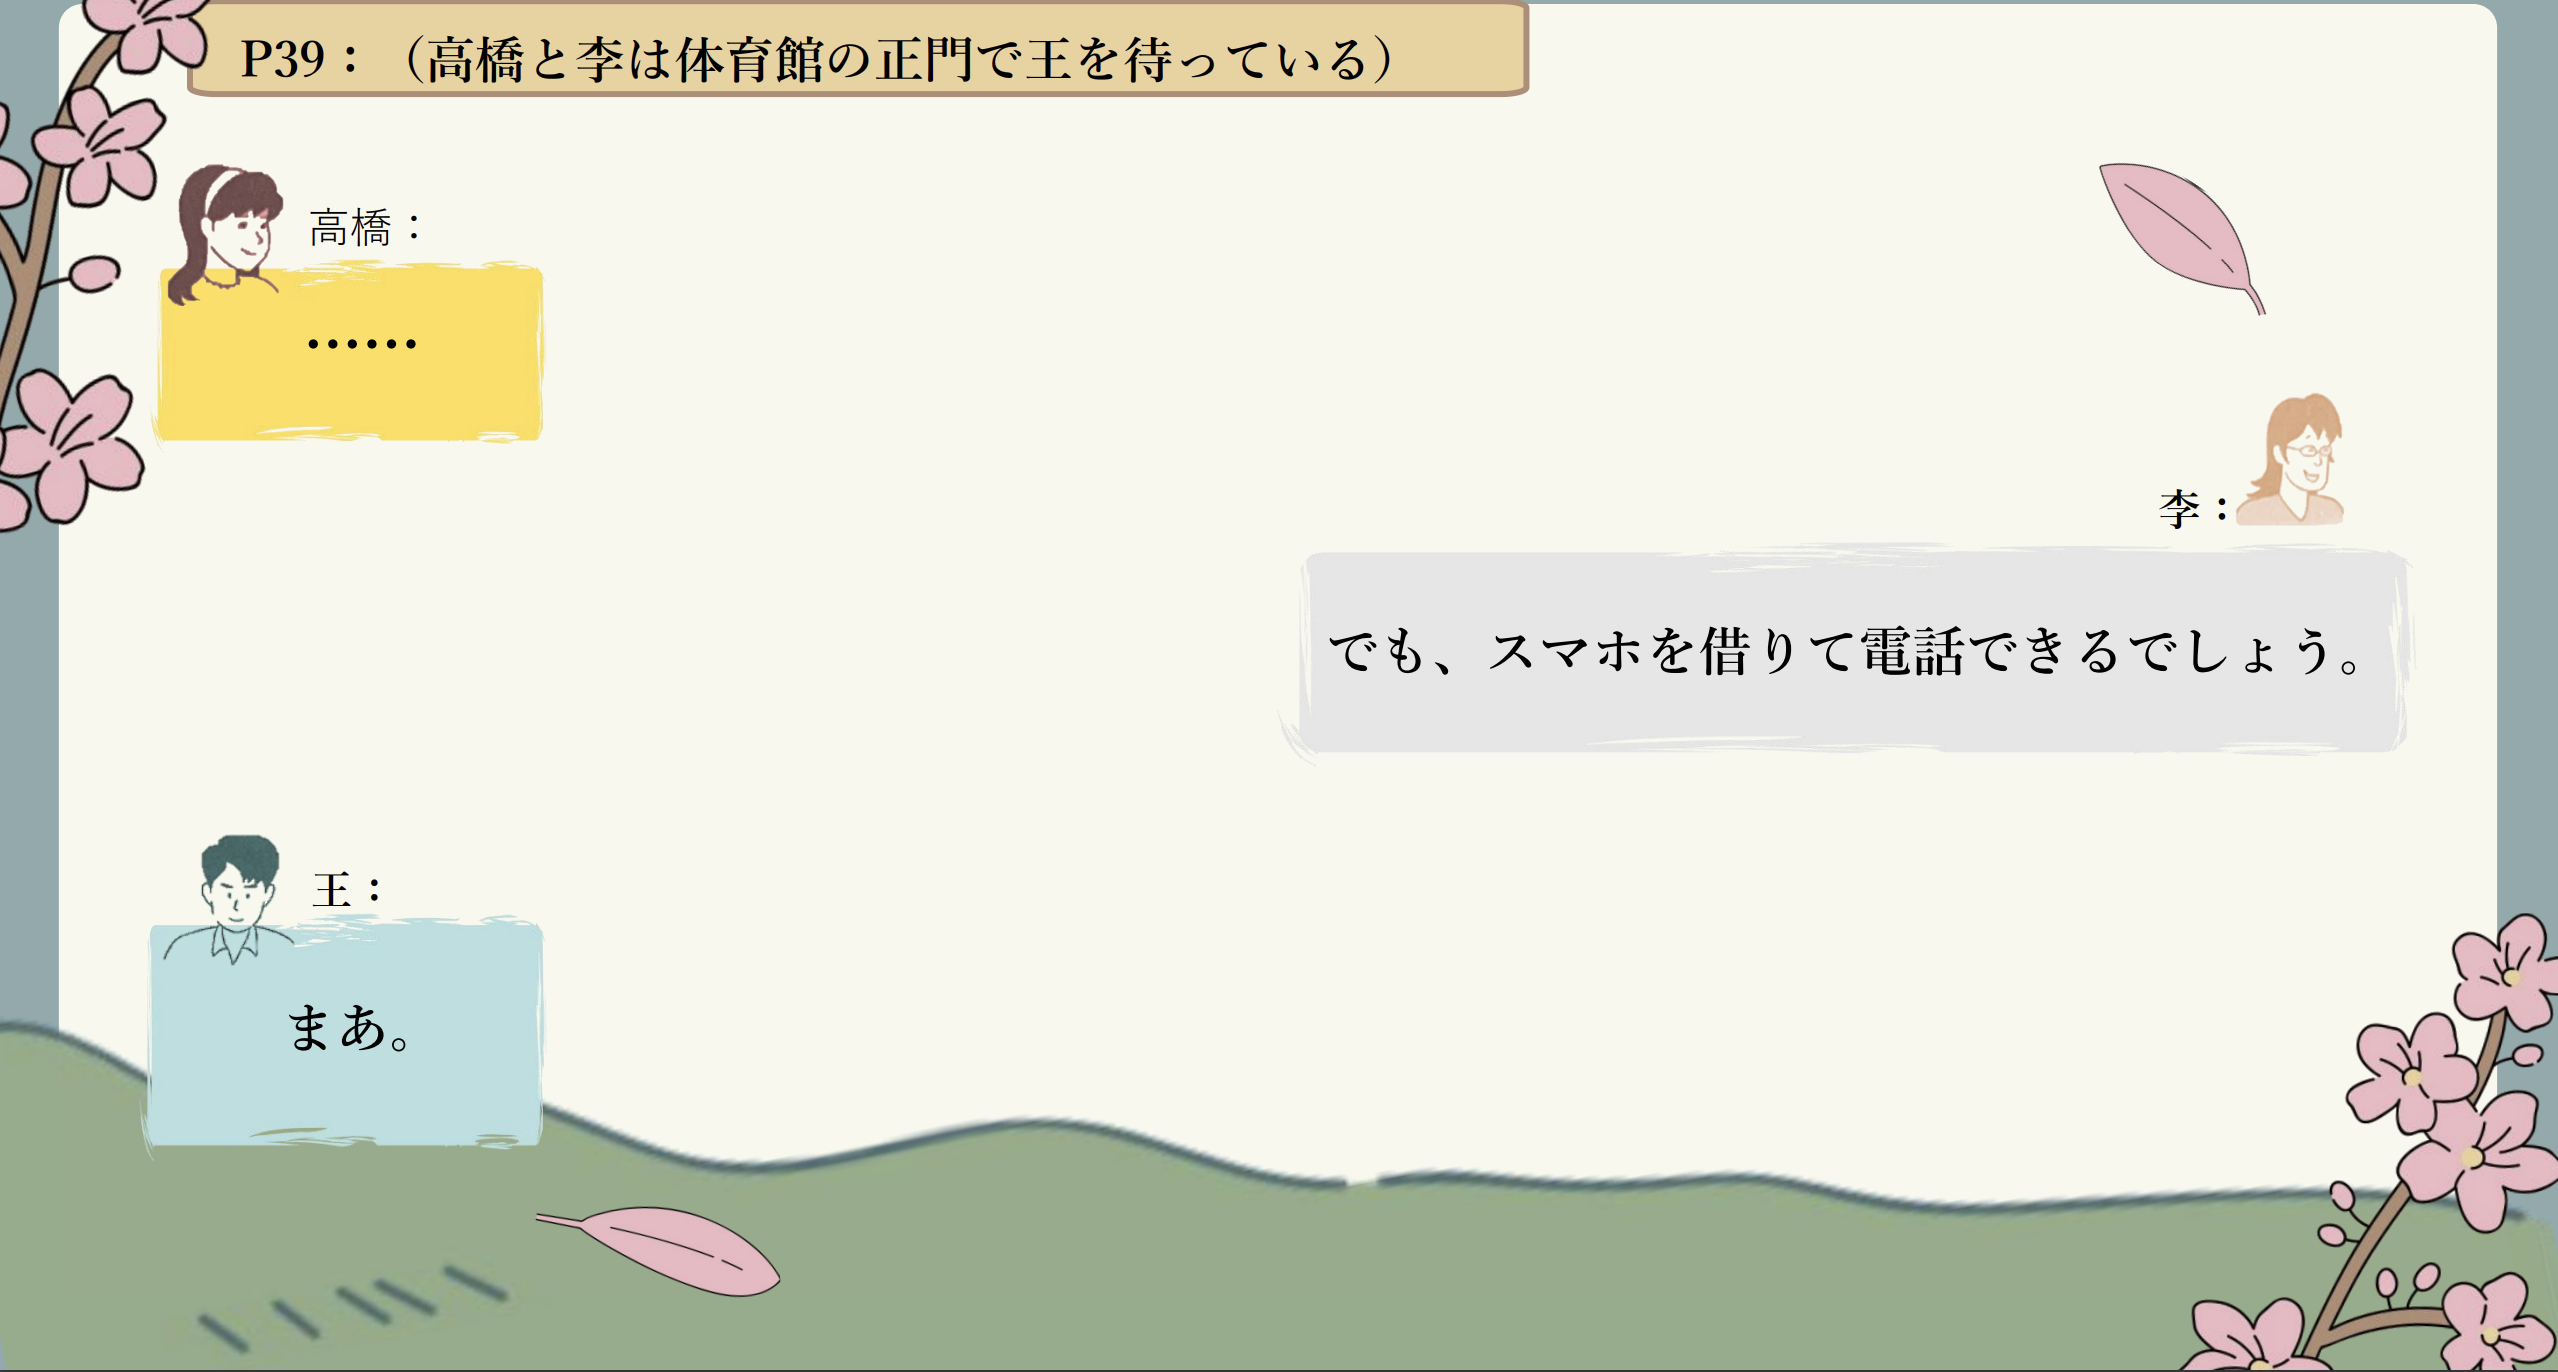 P39：（高橋と李は体育館の正門で王を待っている）
高橋：
……
李：
でも、スマホを借りて電話できるでしょう。
王：
まあ。